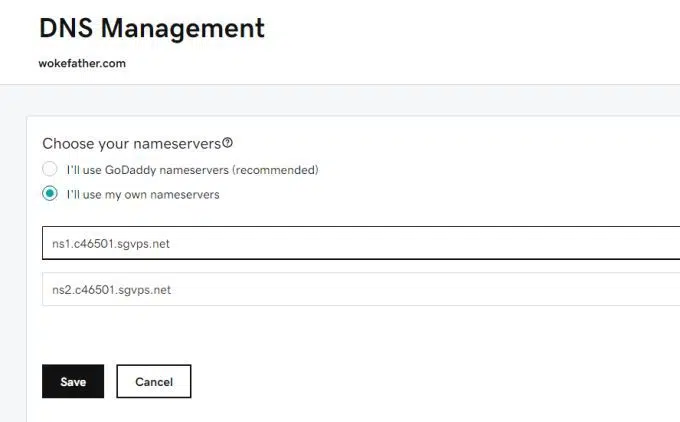 DNS Management
wokefather.com
Choose your nameservers?
I'll use GoDaddy nameservers (recommended)
I'll use my own nameservers
ns1.c46501.sgvps.net
ns2.c46501.sgvps.net
Save Cancel